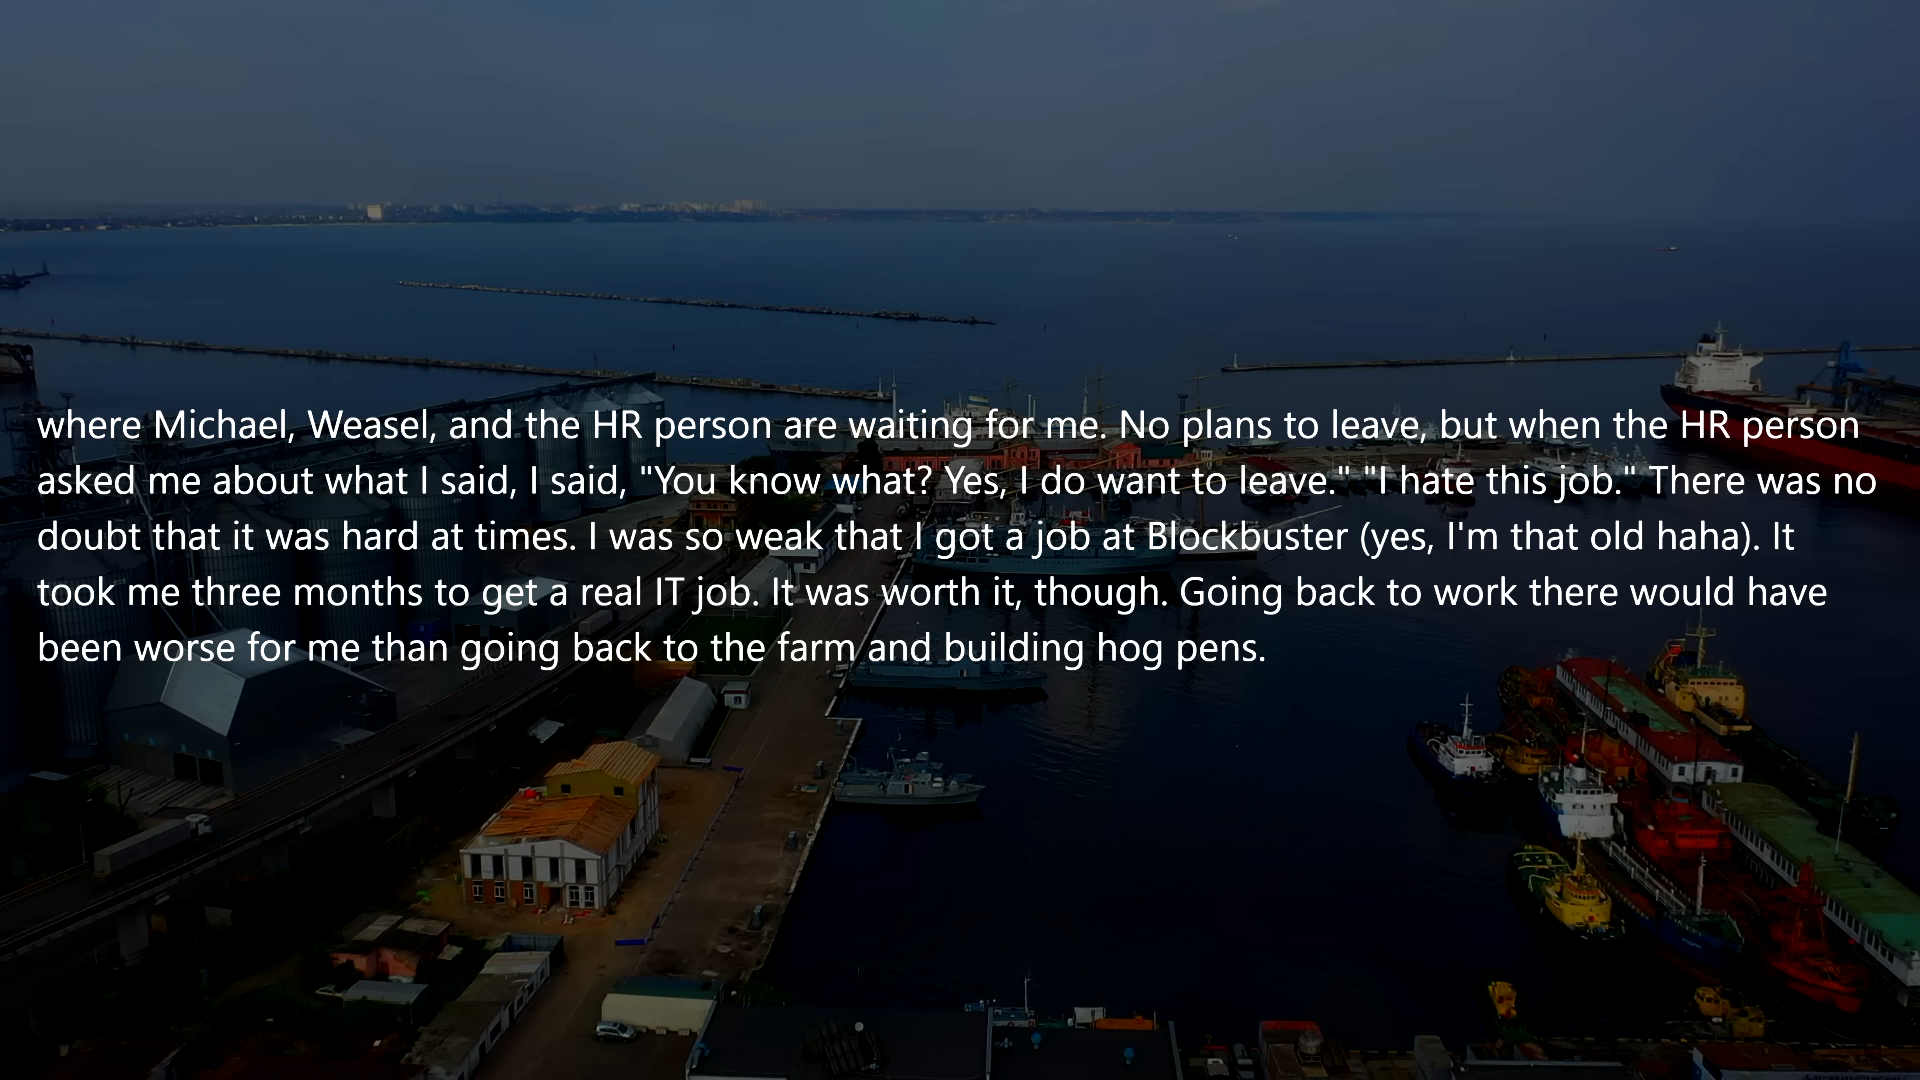 where Michael, Weasel, and the HR person are waiting for me. No plans to leave, but when the HR person
asked me about what I said, I said, "You know what? Yes, I do want to leave." "I hate this job." There was no
doubt that it was hard at times. I was so weak that I got a job at Blockbuster (yes, I'm that old haha). It
took me three months to get a real IT job. It was worth it, though. Going back to work there would have
been worse for me than going back to the farm and building hog pens.